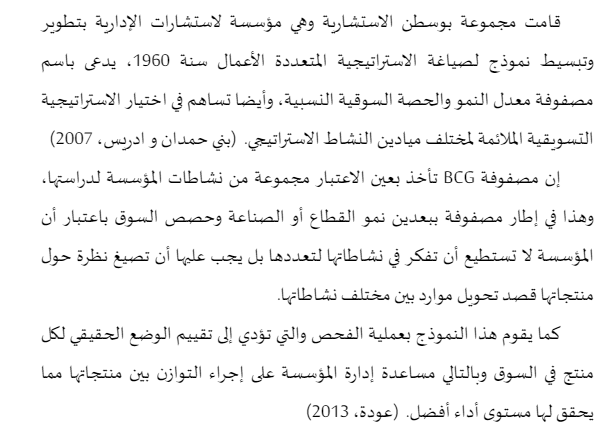 قامت مجموعة بوسطن الاستشارية وهي مؤسسة لاستشارات الإدارية بتطوير
وتبسيط نموذج لصياغة الاستراتيجية المتعددة الأعمال سنة 1960، يدعى باسم
مصفوفة معدل النمو والحصة السوقية النسبية، وأيضا تساهم في اختيار الاستراتيجية
التسويقية الملائمة لمختلف ميادين النشاط الاستراتيجي. (بني حمدان و ادريس، 2007)
إن مصفوفة BCG تأخذ بعين الاعتبار مجموعة من نشاطات المؤسسة لدراستها،
وهذا في إطار مصفوفة ببعدين نمو القطاع أو الصناعة وحصص السوق باعتبار أن
المؤسسة لا تستطيع أن تفكر في نشاطاتها لتعددها بل يجب عليها أن تصيغ نظرة حول
منتجاتها قصد تحويل موارد بين مختلف نشاطاتها.
كما يقوم هذا النموذج بعملية الفحص والتي تؤدي إلى تقييم الوضع الحقيقي لكل
منتج في السوق وبالتالي مساعدة إدارة المؤسسة على إجراء التوازن بين منتجاتها مما
يحقق لها مستوى أداء أفضل. (عودة، 2013)